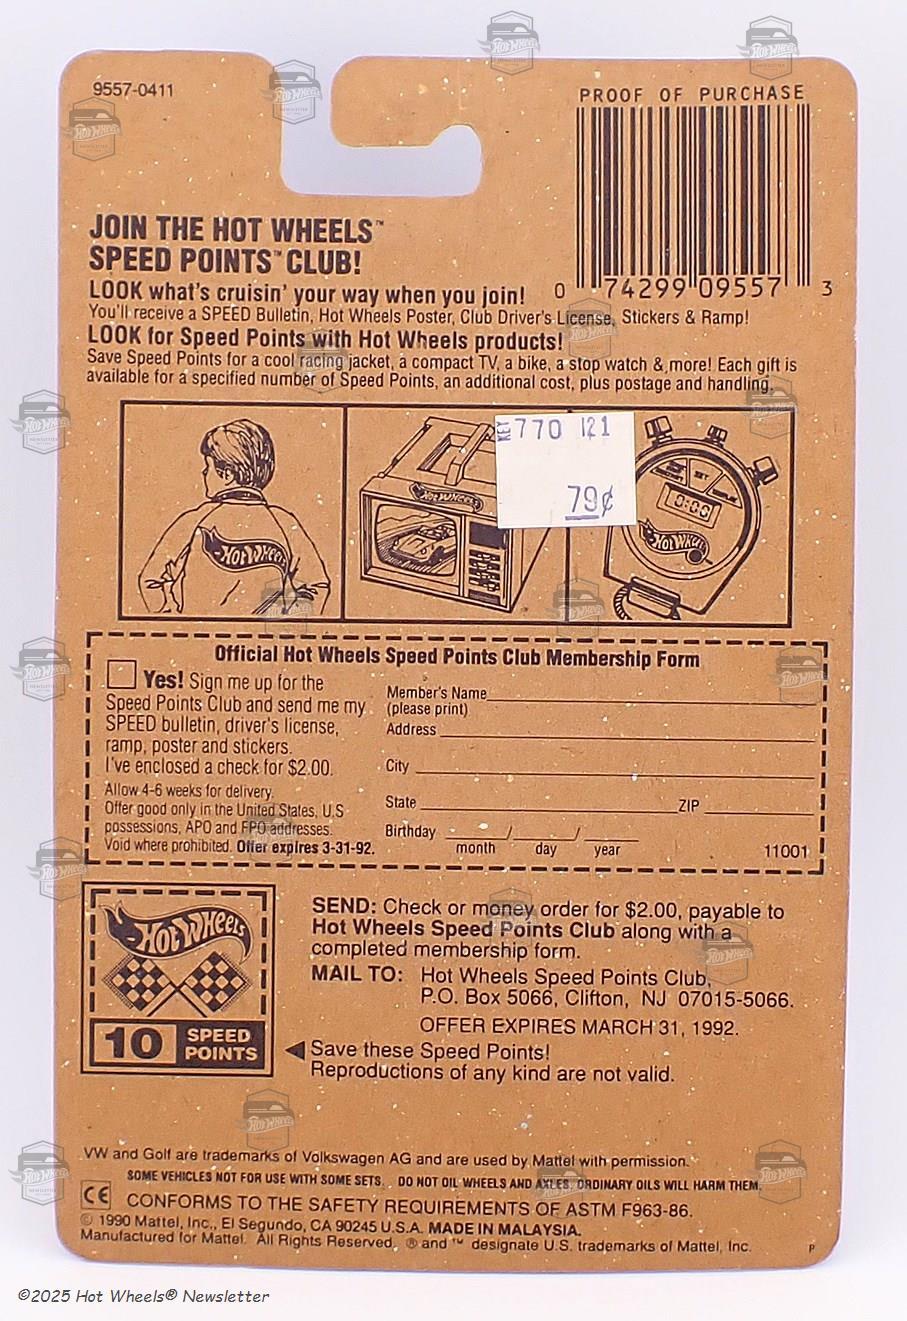 9557-0411
PROOF OF PURCHASE
0 74299 09557 3
JOIN THE HOT WHEELS™
SPEED POINTS™ CLUB!
LOOK what's cruisin' your way when you join!
You'll receive a SPEED Bulletin, Hot Wheels Poster, Club Driver's License, Stickers & Ramp!
LOOK for Speed Points with Hot Wheels products!
Save Speed Points for a cool racing jacket, a compact TV, a bike, a stop watch & more! Each gift is
available for a specified number of Speed Points, an additional cost, plus postage and handling.
KEY 770 121
79¢
HOT WHEELS
HOT WHEELS
SET
0:00
HOT WHEELS
Official Hot Wheels Speed Points Club Membership Form
Yes! Sign me up for the
Speed Points Club and send me my
SPEED bulletin, driver's license,
ramp, poster and stickers.
I've enclosed a check for $2.00.
Allow 4-6 weeks for delivery.
Offer good only in the United States, U.S
possessions, APO and FPO addresses.
Void where prohibited. Offer expires 3-31-92.
Member's Name
(please print)
Address
City
State ZIP
Birthday / /
month day year
11001
HOT WHEELS
10 SPEED
POINTS
SEND: Check or money order for $2.00, payable to
Hot Wheels Speed Points Club along with a
completed membership form.
MAIL TO: Hot Wheels Speed Points Club,
P.O. Box 5066, Clifton, NJ 07015-5066.
OFFER EXPIRES MARCH 31, 1992.
◀ Save these Speed Points!
Reproductions of any kind are not valid.
VW and Golf are trademarks of Volkswagen AG and are used by Mattel with permission.
SOME VEHICLES NOT FOR USE WITH SOME SETS. DO NOT OIL WHEELS AND AXLES. ORDINARY OILS WILL HARM THEM.
CE CONFORMS TO THE SAFETY REQUIREMENTS OF ASTM F963-86.
© 1990 Mattel, Inc., El Segundo, CA 90245 U.S.A. MADE IN MALAYSIA.
Manufactured for Mattel. All Rights Reserved. ® and ™ designate U.S. trademarks of Mattel, Inc.
P
©2025 Hot Wheels® Newsletter